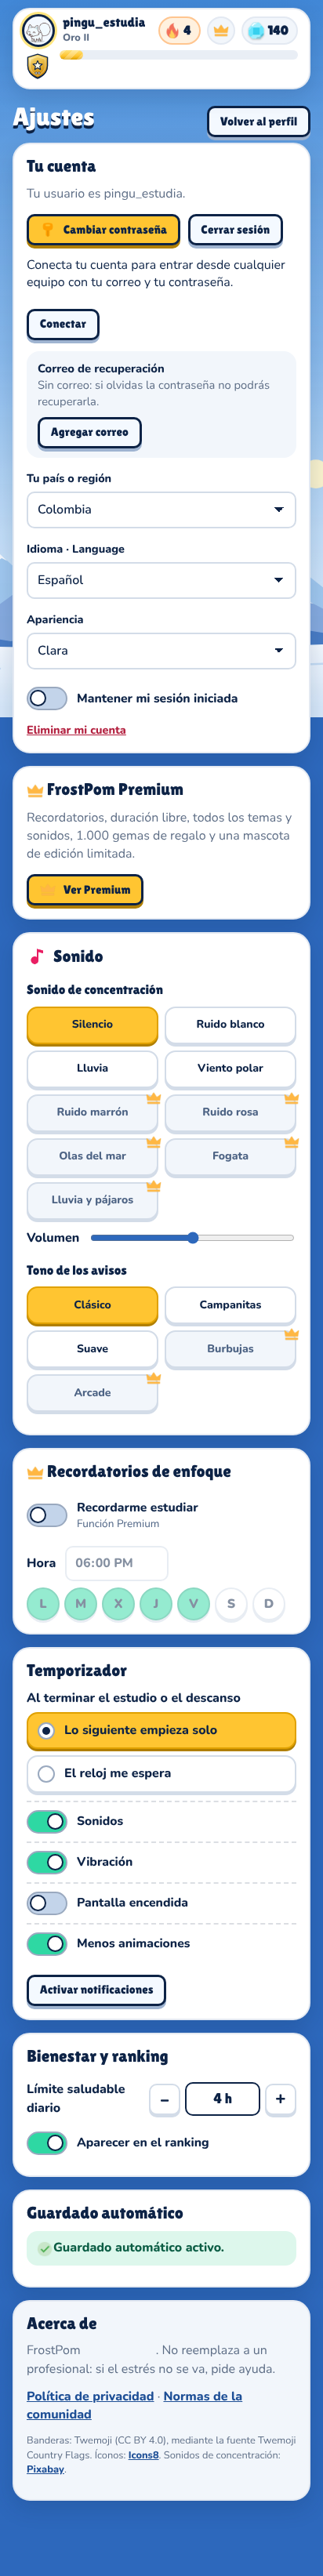 pingu_estudia
Oro II
4
140
Ajustes
Volver al perfil
Tu cuenta
Tu usuario es pingu_estudia.
Cambiar contraseña
Cerrar sesión
Conecta tu cuenta para entrar desde cualquier
equipo con tu correo y tu contraseña.
Conectar
Correo de recuperación
Sin correo: si olvidas la contraseña no podrás
recuperarla.
Agregar correo
Tu país o región
Colombia
Idioma · Language
Español
Apariencia
Clara
Mantener mi sesión iniciada
Eliminar mi cuenta
FrostPom Premium
Recordatorios, duración libre, todos los temas y
sonidos, 1.000 gemas de regalo y una mascota
de edición limitada.
Ver Premium
Sonido
Sonido de concentración
Silencio
Ruido blanco
Lluvia
Viento polar
Ruido marrón
Ruido rosa
Olas del mar
Fogata
Lluvia y pájaros
Volumen
Tono de los avisos
Clásico
Campanitas
Suave
Burbujas
Arcade
Recordatorios de enfoque
Recordarme estudiar
Función Premium
Hora 06:00 PM
L M X J V S D
Temporizador
Al terminar el estudio o el descanso
Lo siguiente empieza solo
El reloj me espera
Sonidos
Vibración
Pantalla encendida
Menos animaciones
Activar notificaciones
Bienestar y ranking
Límite saludable
diario
– 4 h +
Aparecer en el ranking
Guardado automático
Guardado automático activo.
Acerca de
FrostPom . No reemplaza a un
profesional: si el estrés no se va, pide ayuda.
Política de privacidad · Normas de la
comunidad
Banderas: Twemoji (CC BY 4.0), mediante la fuente Twemoji
Country Flags. Íconos: Icons8. Sonidos de concentración:
Pixabay.